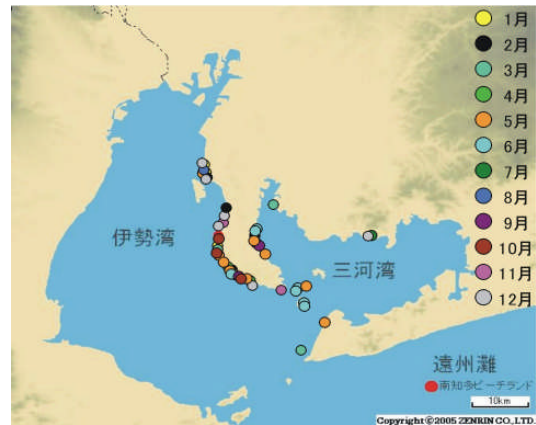 1月
2月
3月
4月
5月
6月
7月
8月
9月
10月
11月
12月
伊勢湾
三河湾
遠州灘
南知多ビーチランド
10km
Copyright©2005 ZENRIN CO.,LTD.